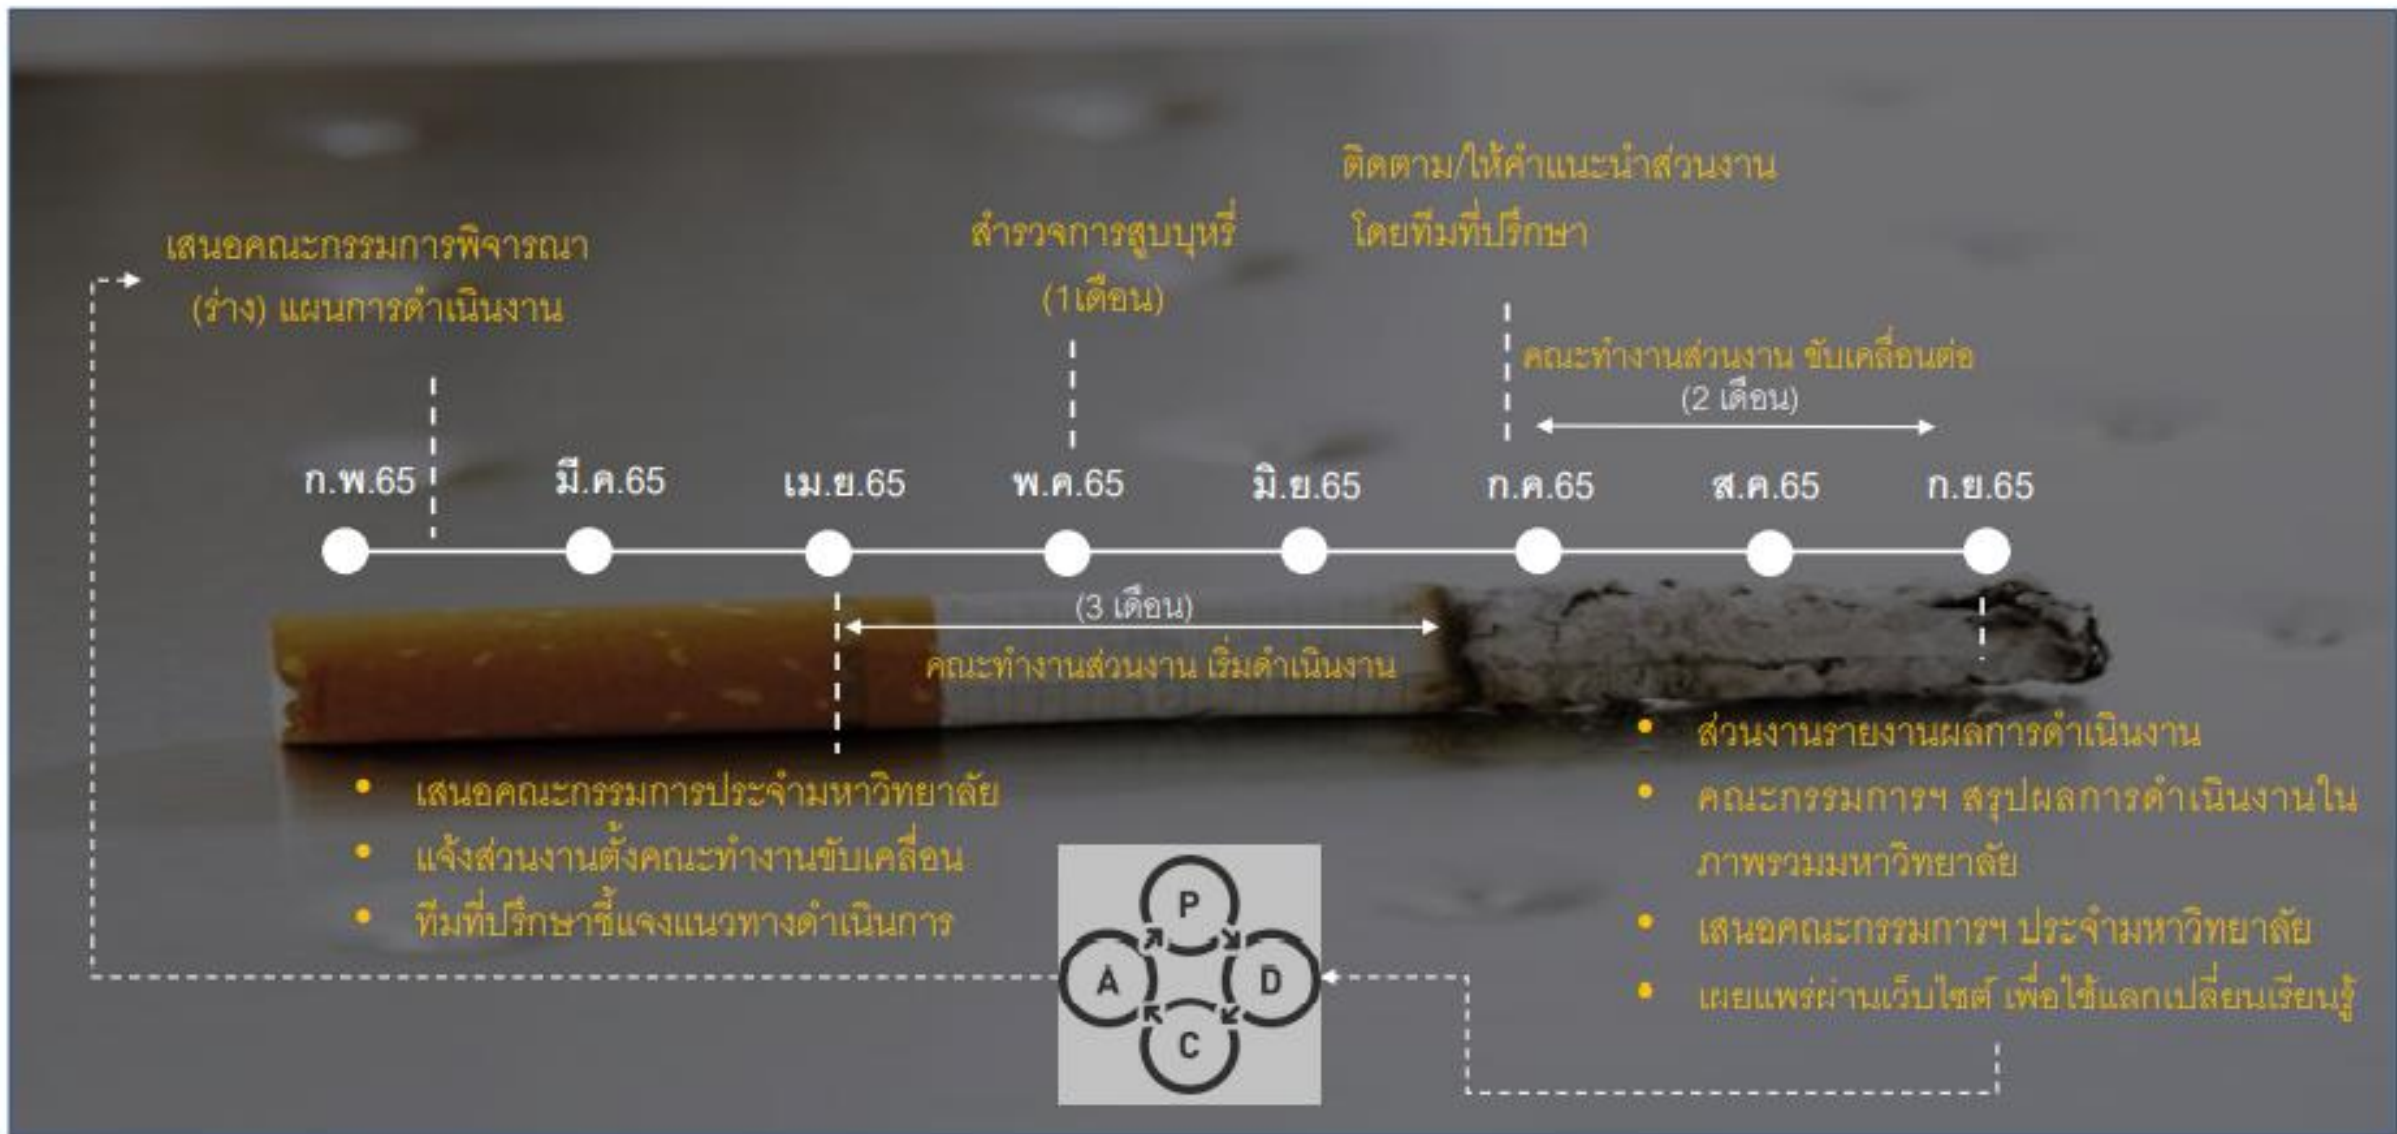 ติดตาม/ให้คำแนะนำส่วนงาน
โดยทีมที่ปรึกษา
สำรวจการสูบบุหรี่
(1เดือน)
เสนอคณะกรรมการพิจารณา
(ร่าง) แผนการดำเนินงาน
คณะทำงานส่วนงาน ขับเคลื่อนต่อ
(2 เดือน)
ก.พ.65 มี.ค.65 เม.ย.65 พ.ค.65 มิ.ย.65 ก.ค.65 ส.ค.65 ก.ย.65
(3 เดือน)
คณะทำงานส่วนงาน เริ่มดำเนินงาน
• เสนอคณะกรรมการประจำมหาวิทยาลัย
• แจ้งส่วนงานตั้งคณะทำงานขับเคลื่อน
• ทีมที่ปรึกษาชี้แจงแนวทางดำเนินการ
• ส่วนงานรายงานผลการดำเนินงาน
• คณะกรรมการฯ สรุปผลการดำเนินงานใน
ภาพรวมมหาวิทยาลัย
• เสนอคณะกรรมการฯ ประจำมหาวิทยาลัย
• เผยแพร่ผ่านเว็บไซต์ เพื่อใช้แลกเปลี่ยนเรียนรู้
P
A D
C